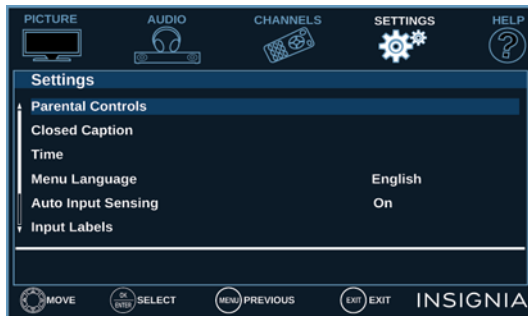 PICTURE AUDIO CHANNELS SETTINGS HELP
Settings
Parental Controls
Closed Caption
Time
Menu Language English
Auto Input Sensing On
Input Labels
MOVE OK ENTER SELECT MENU PREVIOUS EXIT EXIT INSIGNIA